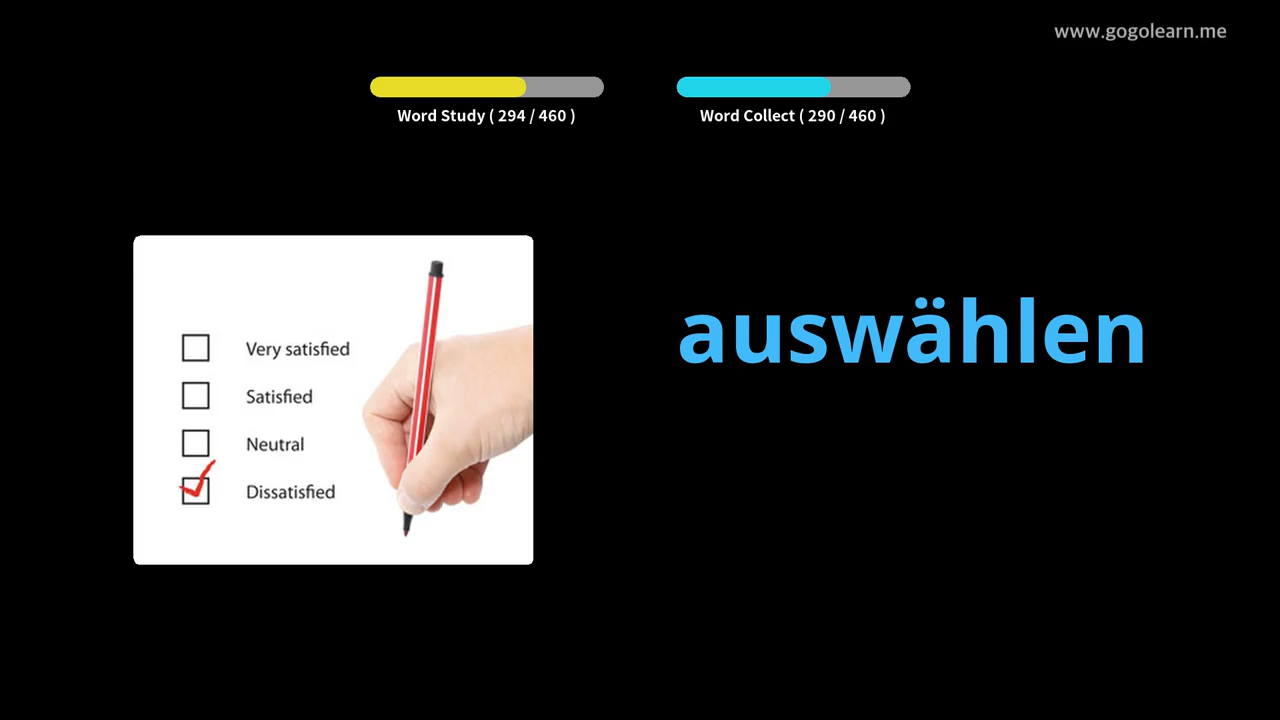 www.gogolearn.me
Word Study ( 294 / 460 )
Word Collect ( 290 / 460 )
auswählen
Very satisfied
Satisfied
Neutral
Dissatisfied